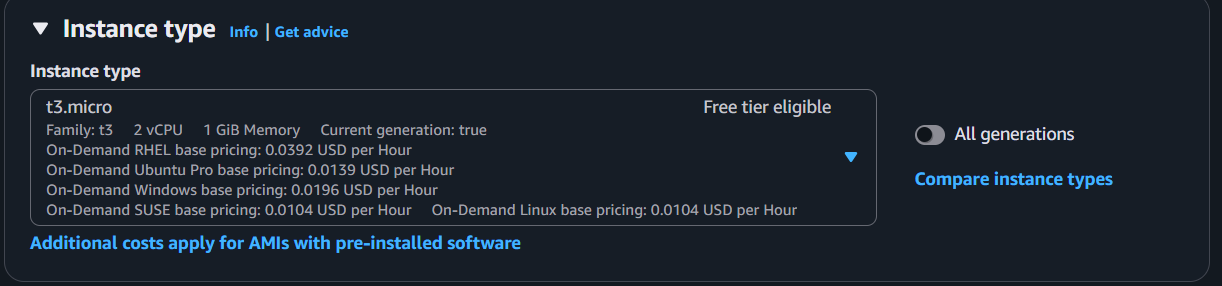 Instance type Info | Get advice
Instance type
t3.micro Free tier eligible
Family: t3 2 vCPU 1 GiB Memory Current generation: true
On-Demand RHEL base pricing: 0.0392 USD per Hour
On-Demand Ubuntu Pro base pricing: 0.0139 USD per Hour
On-Demand Windows base pricing: 0.0196 USD per Hour
On-Demand SUSE base pricing: 0.0104 USD per Hour On-Demand Linux base pricing: 0.0104 USD per Hour
All generations
Compare instance types
Additional costs apply for AMIs with pre-installed software